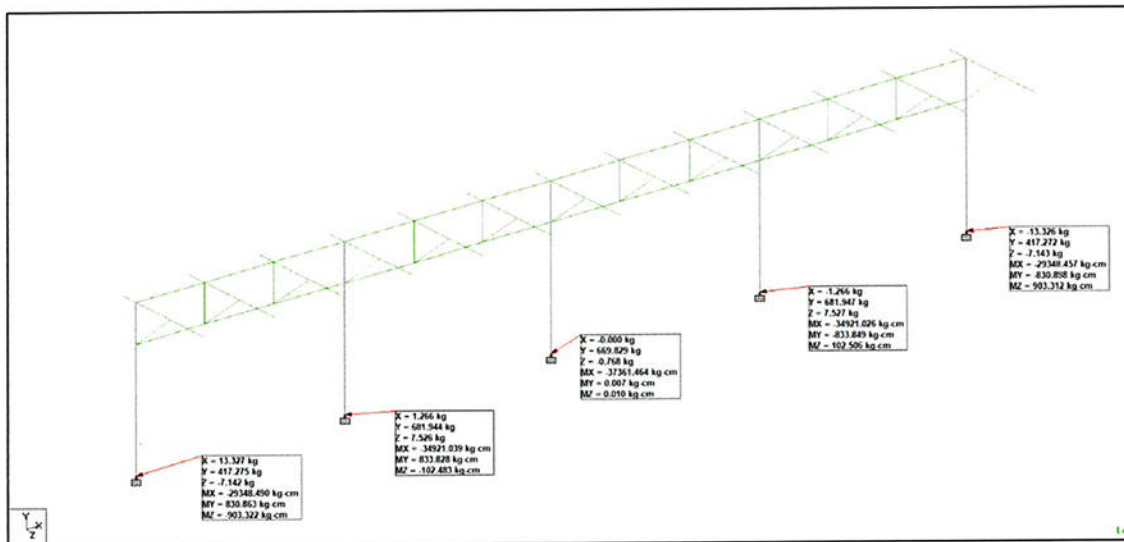 X = -13.326 kg
Y = 417.272 kg
Z = -7.143 kg
MX = -29348.457 kg-cm
MY = -830.898 kg-cm
MZ = 903.312 kg-cm
X = -1.266 kg
Y = 681.947 kg
Z = 7.527 kg
MX = -34921.026 kg-cm
MY = -833.849 kg-cm
MZ = 102.506 kg-cm
X = -0.000 kg
Y = 669.829 kg
Z = -0.768 kg
MX = -37361.464 kg-cm
MY = 0.007 kg-cm
MZ = 0.010 kg-cm
X = 1.266 kg
Y = 681.944 kg
Z = 7.526 kg
MX = -34921.039 kg-cm
MY = 833.828 kg-cm
MZ = -102.483 kg-cm
X = 13.327 kg
Y = 417.275 kg
Z = -7.142 kg
MX = -29348.490 kg-cm
MY = 830.863 kg-cm
MZ = -903.322 kg-cm
Y
X
Z